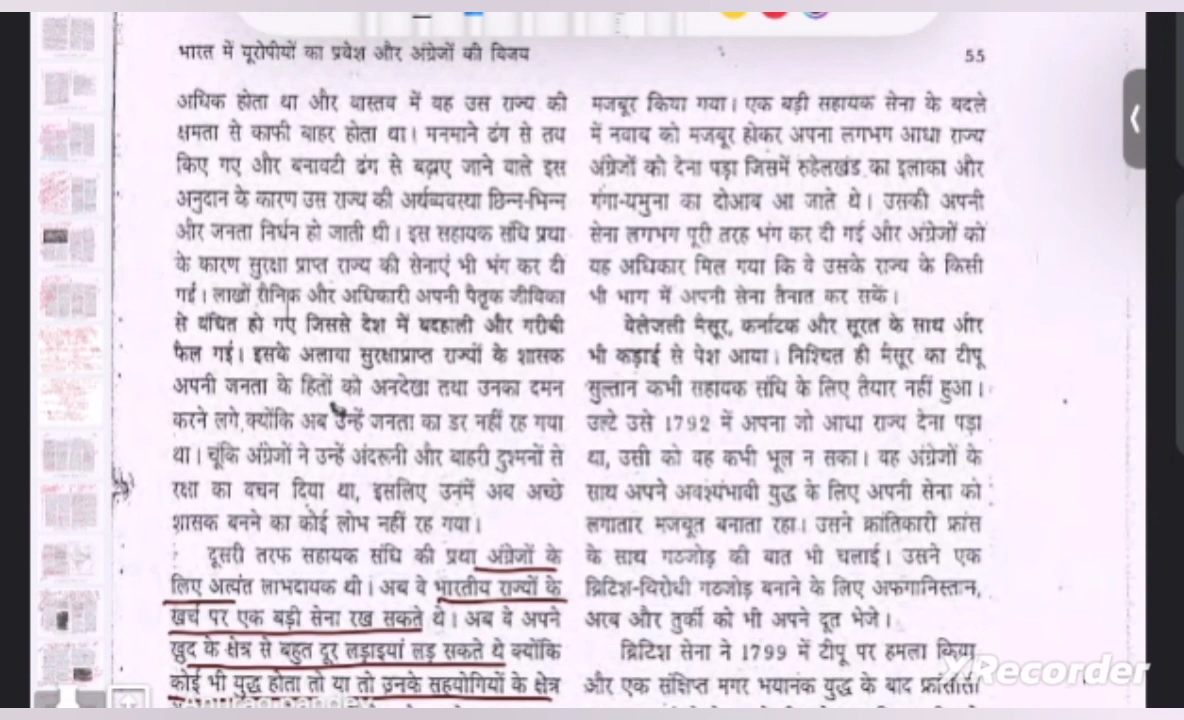 भारत में यूरोपीयों का प्रवेश और अंग्रेजों की विजय
55
अधिक होता था और वास्तव में यह उस राज्य की
क्षमता से काफी बाहर होता था। मनमाने ढंग से तय
किए गए और बनावटी ढंग से बढ़ाए जाने वाले इस
अनुदान के कारण उस राज्य की अर्थव्यवस्था छिन्न-भिन्न
और जनता निर्धन हो जाती थी। इस सहायक संधि प्रथा
के कारण सुरक्षा प्राप्त राज्य की सेनाएं भी भंग कर दी
गईं। लाखों सैनिक और अधिकारी अपनी पैतृक जीविका
से वंचित हो गए जिससे देश में बदहाली और गरीबी
फैल गई। इसके अलावा सुरक्षाप्राप्त राज्यों के शासक
अपनी जनता के हितों को अनदेखा तथा उनका दमन
करने लगे क्योंकि अब उन्हें जनता का डर नहीं रह गया
था। चूंकि अंग्रेजों ने उन्हें अंदरूनी और बाहरी दुश्मनों से
रक्षा का वचन दिया था, इसलिए उनमें अब अच्छे
शासक बनने का कोई लोभ नहीं रह गया।
दूसरी तरफ सहायक संधि की प्रथा अंग्रेजों के
लिए अत्यंत लाभदायक थी। अब वे भारतीय राज्यों के
खर्च पर एक बड़ी सेना रख सकते थे। अब वे अपने
खुद के क्षेत्र से बहुत दूर लड़ाइयां लड़ सकते थे क्योंकि
कोई भी युद्ध होता तो या तो उनके सहयोगियों के क्षेत्र
मजबूर किया गया। एक बड़ी सहायक सेना के बदले
में नवाब को मजबूर होकर अपना लगभग आधा राज्य
अंग्रेजों को देना पड़ा जिसमें रुहेलखंड का इलाका और
गंगा-यमुना का दोआब आ जाते थे। उसकी अपनी
सेना लगभग पूरी तरह भंग कर दी गई और अंग्रेजों को
यह अधिकार मिल गया कि वे उसके राज्य के किसी
भी भाग में अपनी सेना तैनात कर सकें।
वेलेजली मैसूर, कर्नाटक और सूरत के साथ और
भी कड़ाई से पेश आया। निश्चित ही मैसूर का टीपू
सुल्तान कभी सहायक संधि के लिए तैयार नहीं हुआ।
उल्टे उसे 1792 में अपना जो आधा राज्य देना पड़ा
था, उसी को वह कभी भूल न सका। वह अंग्रेजों के
साथ अपने अवश्यंभावी युद्ध के लिए अपनी सेना को
लगातार मजबूत बनाता रहा। उसने क्रांतिकारी फ्रांस
के साथ गठजोड़ की बात भी चलाई। उसने एक
ब्रिटिश-विरोधी गठजोड़ बनाने के लिए अफगानिस्तान,
अरब और तुर्की को भी अपने दूत भेजे।
ब्रिटिश सेना ने 1799 में टीपू पर हमला किया
और एक संक्षिप्त मगर भयानक युद्ध के बाद फ्रांसीसी
XRecorder